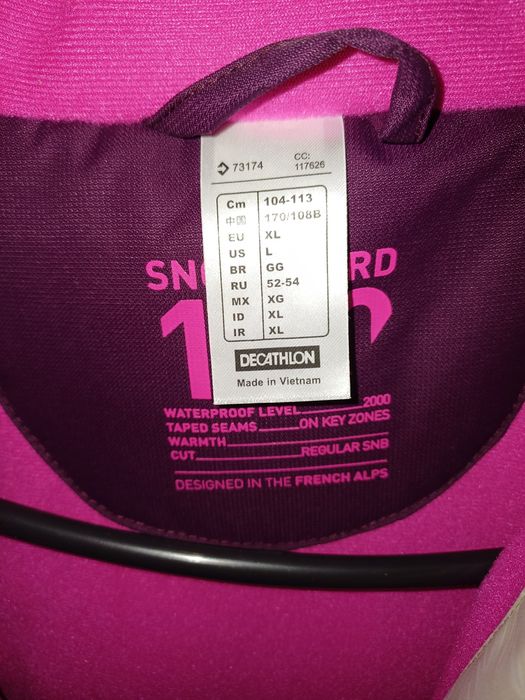 73174
CC:
117626
Cm 104-113
中国 170/108B
EU XL
US L
BR GG
RU 52-54
MX XG
ID XL
IR XL
DECATHLON
Made in Vietnam
WATERPROOF LEVEL 2000
TAPED SEAMS ON KEY ZONES
WARMTH
CUT REGULAR SNB
DESIGNED IN THE FRENCH ALPS